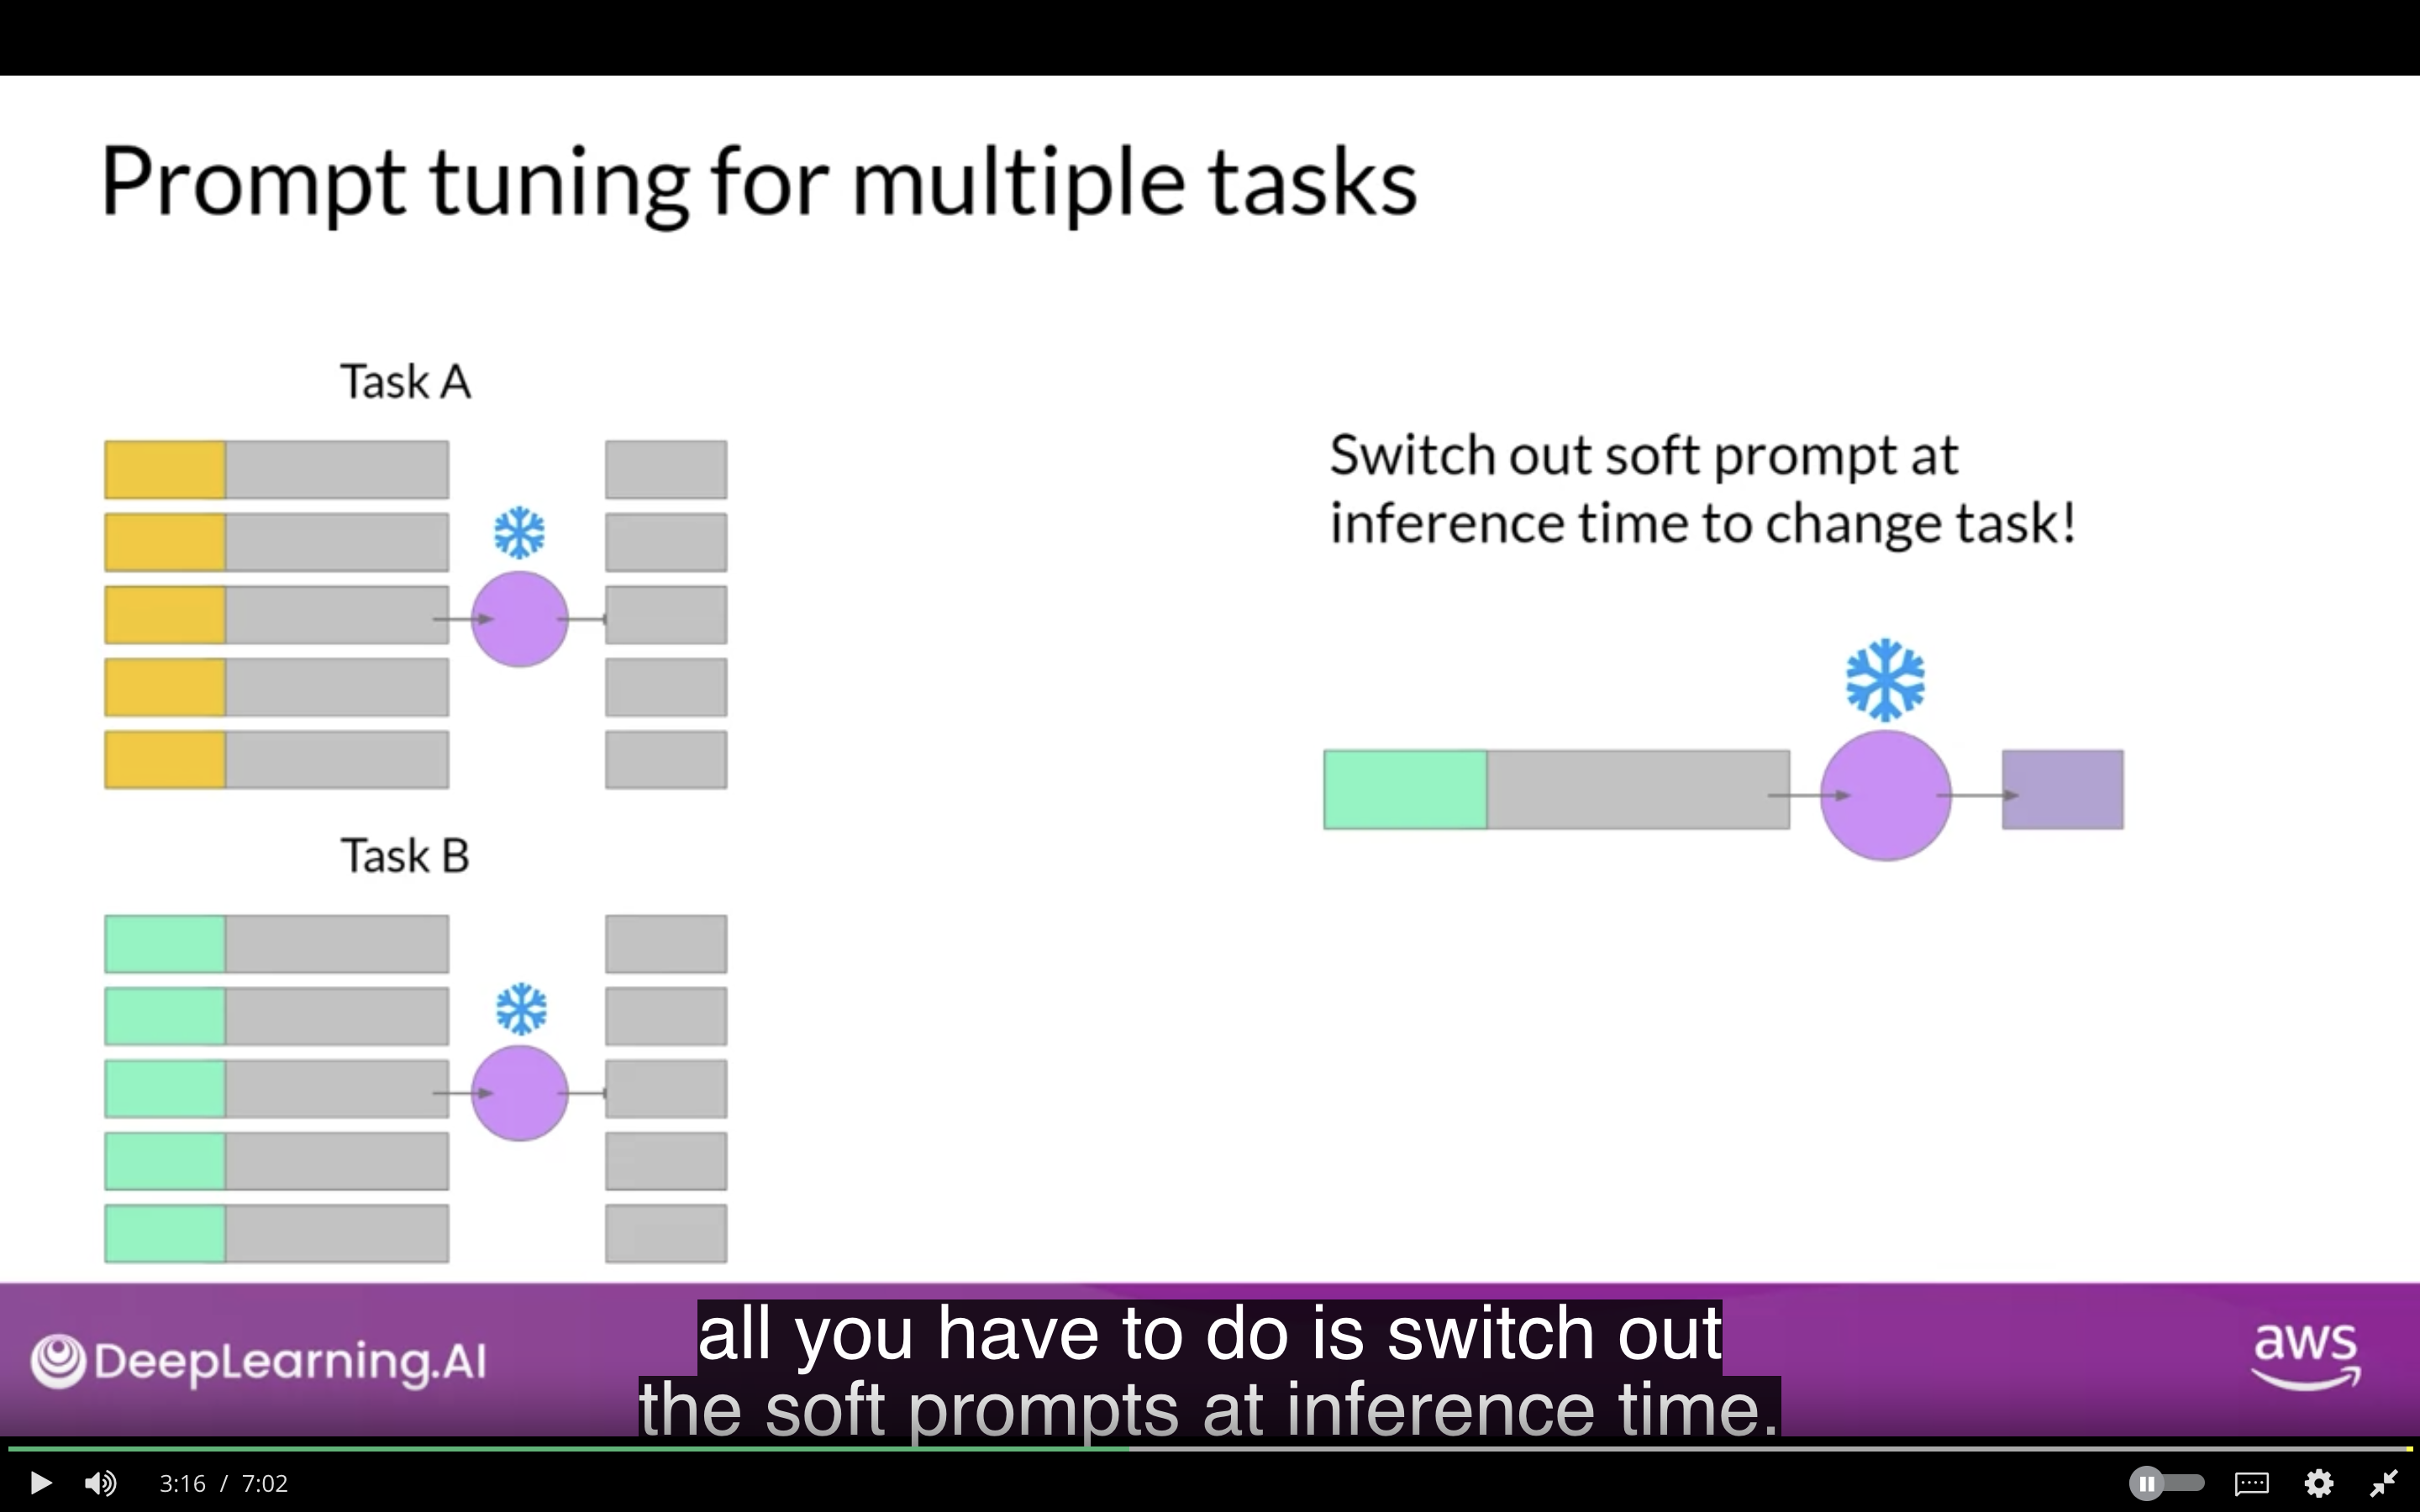 Prompt tuning for multiple tasks
Task A
Switch out soft prompt at
inference time to change task!
Task B
DeepLearning.AI
all you have to do is switch out
the soft prompts at inference time.
aws
3:16 / 7:02